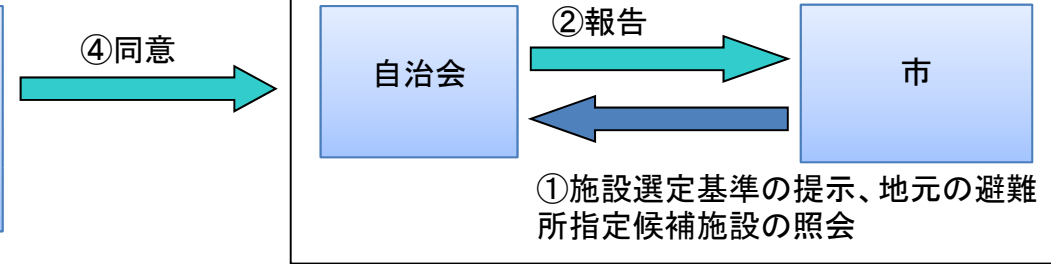 ④同意
②報告
自治会
市
①施設選定基準の提示、地元の避難
所指定候補施設の照会